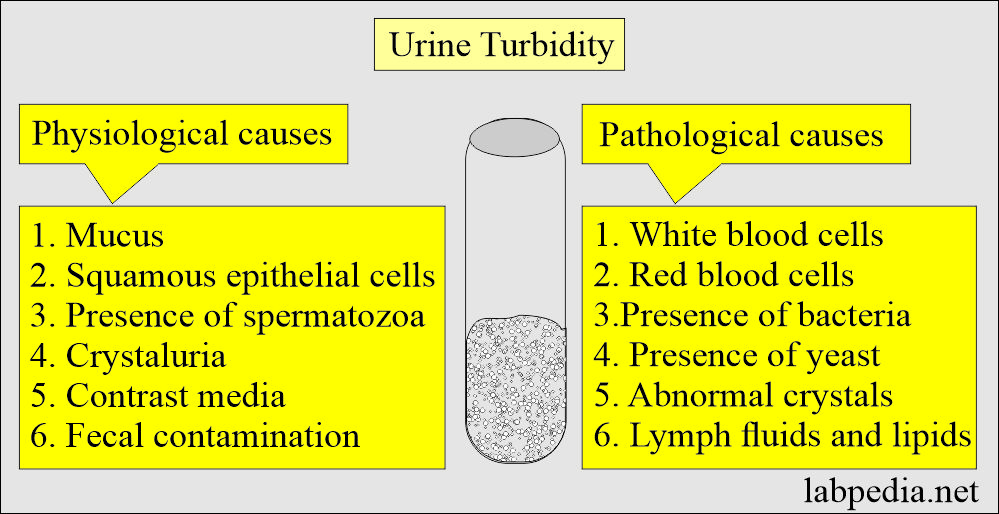 Urine Turbidity
Physiological causes
1. Mucus
2. Squamous epithelial cells
3. Presence of spermatozoa
4. Crystaluria
5. Contrast media
6. Fecal contamination
Pathological causes
1. White blood cells
2. Red blood cells
3.Presence of bacteria
4. Presence of yeast
5. Abnormal crystals
6. Lymph fluids and lipids
labpedia.net